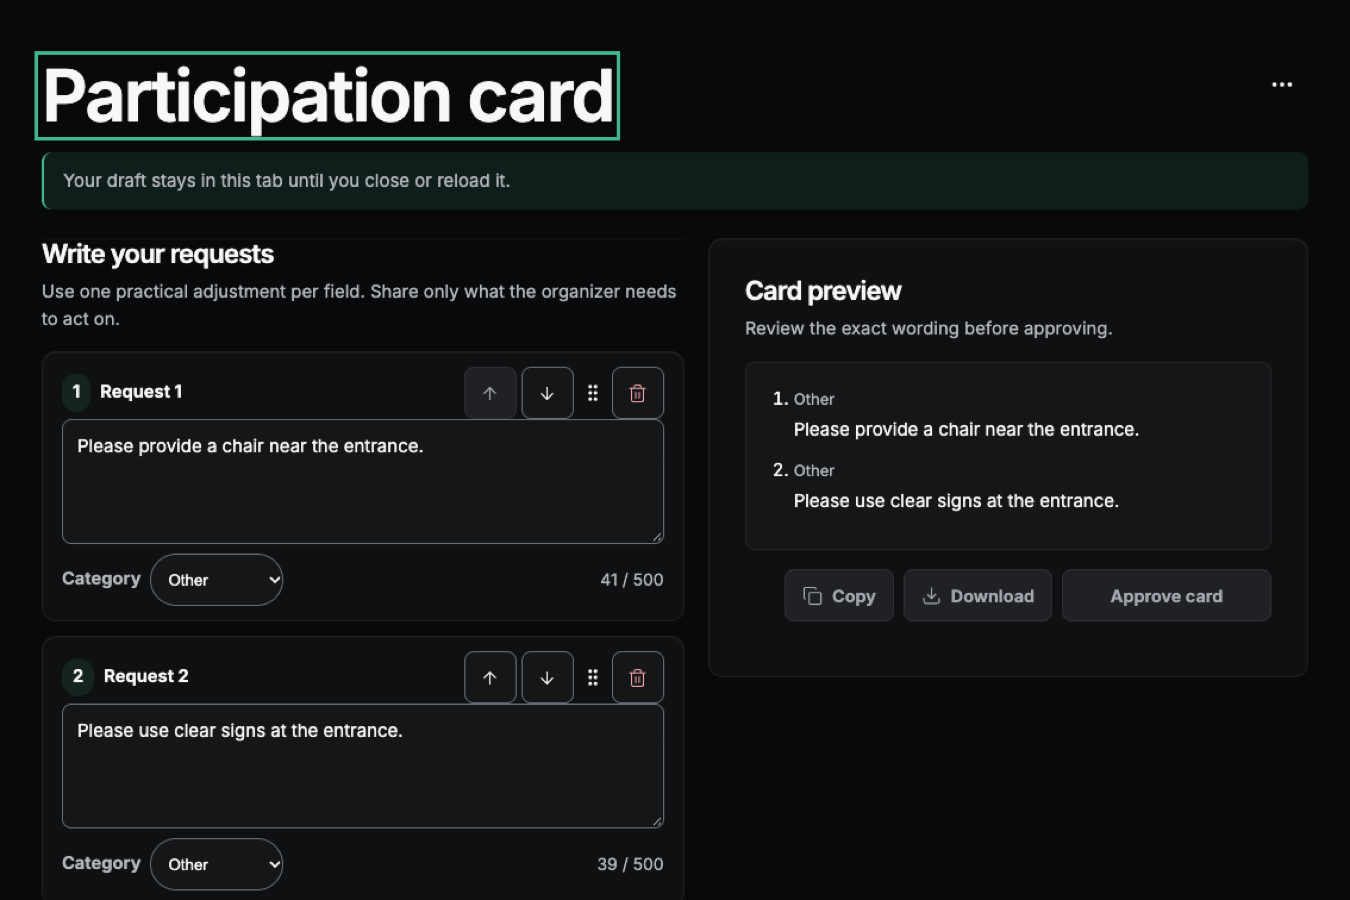 Participation card
Your draft stays in this tab until you close or reload it.
Write your requests
Use one practical adjustment per field. Share only what the organizer needs
to act on.
1 Request 1
Please provide a chair near the entrance.
Category Other 41 / 500
2 Request 2
Please use clear signs at the entrance.
Category Other 39 / 500
Card preview
Review the exact wording before approving.
1. Other
Please provide a chair near the entrance.
2. Other
Please use clear signs at the entrance.
Copy Download Approve card